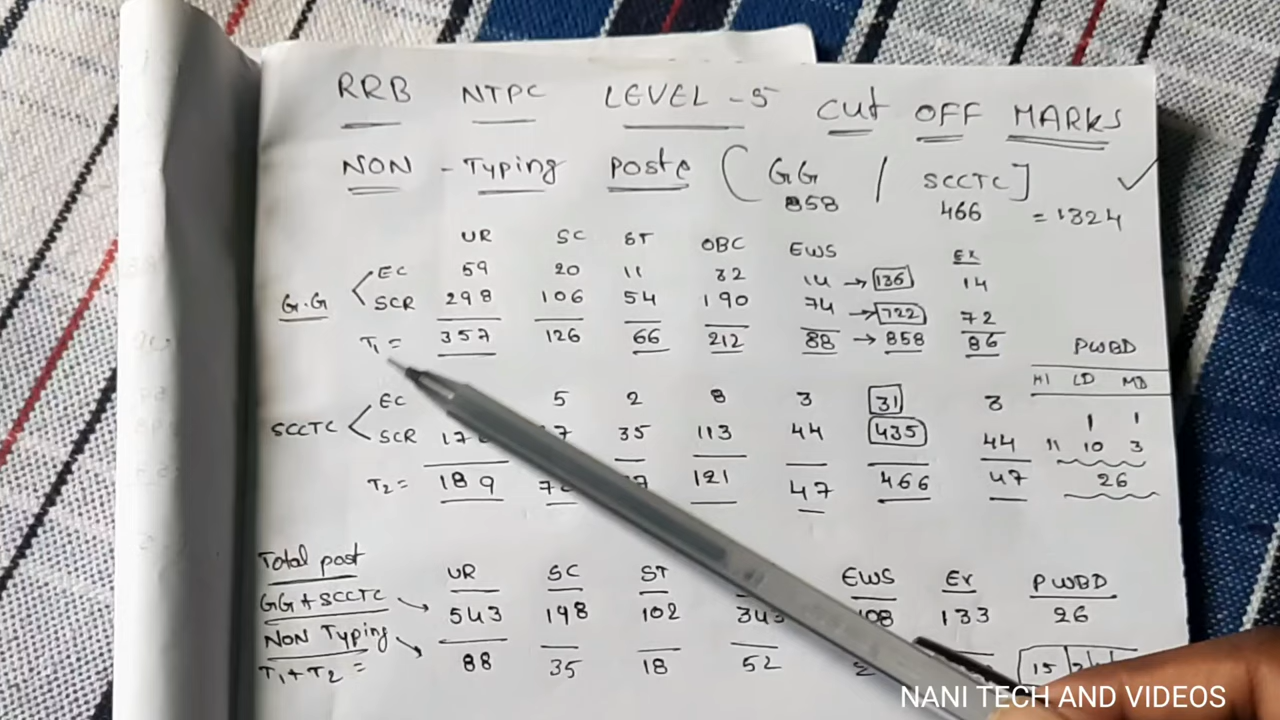 RRB NTPC LEVEL - 5 CUT OFF MARKS
NON - Typing Posts ( GG / SCCTC ]
858 466 = 1324
UR SC ST OBC EWS Ex
G.G EC 59 20 11 32 14 → 136 14
SCR 298 106 54 190 74 → 722 72
T1 = 357 126 66 212 88 → 858 86
PWBD
HI LD MD
SCCTC EC 5 2 8 3 31 3 1 1
SCR 35 113 44 435 44 11 10 3
T2 = 189 121 47 466 47 26
Total post UR SC ST EWS Ex PWBD
GG + SCCTC → 543 198 102 343 108 133 26
NON Typing →
T1 + T2 = 88 35 18 52
NANI TECH AND VIDEOS